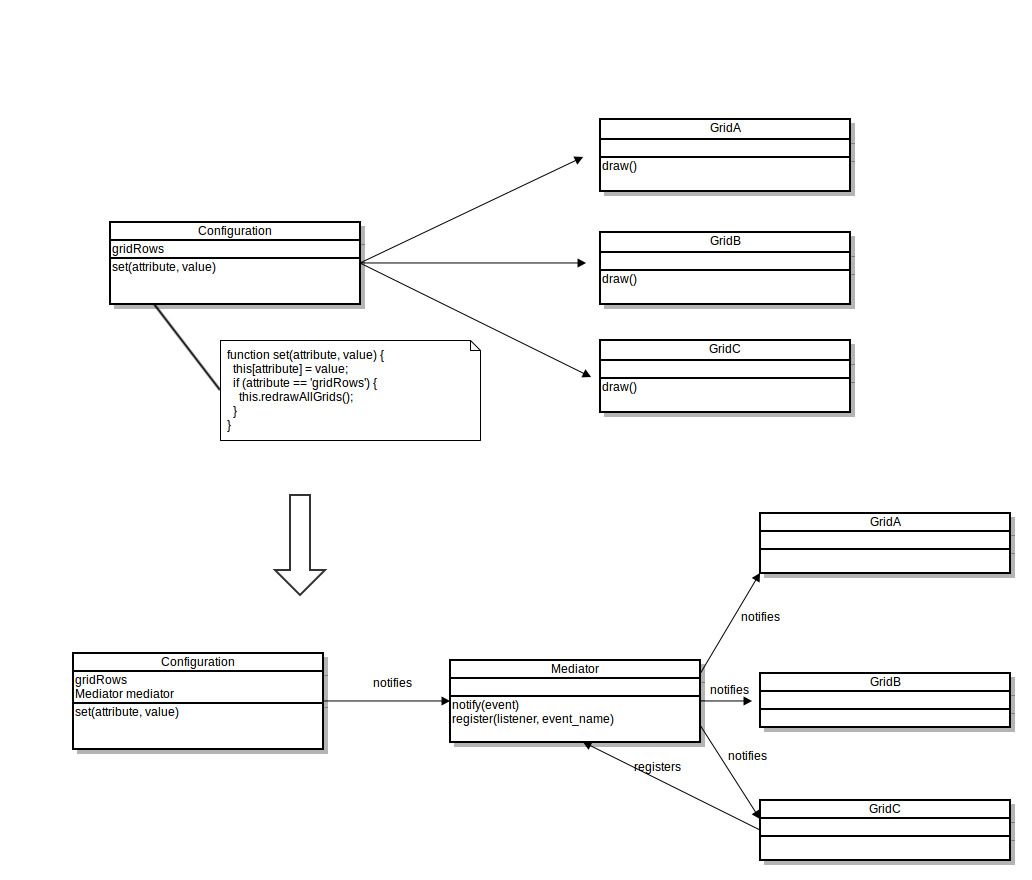 GridA
draw()
Configuration
gridRows
set(attribute, value)
GridB
draw()
GridC
draw()
function set(attribute, value) {
this[attribute] = value;
if (attribute == 'gridRows') {
this.redrawAllGrids();
}
}
GridA
notifies
Configuration
gridRows
Mediator mediator
set(attribute, value)
notifies
Mediator
notify(event)
register(listener, event_name)
notifies
GridB
notifies
registers
GridC